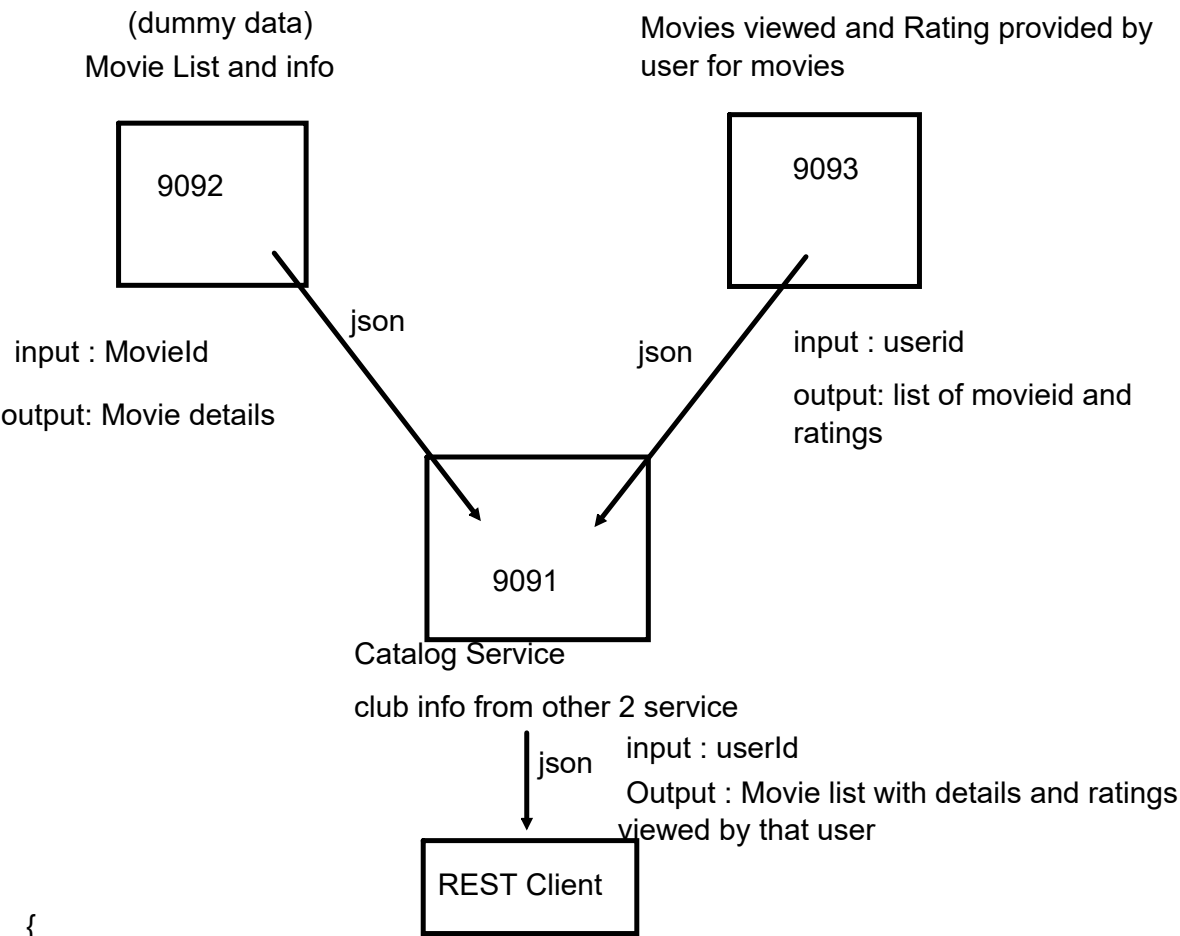 (dummy data)
Movie List and info
Movies viewed and Rating provided by
user for movies
9092
9093
json
json
input : MovieId
output: Movie details
input : userid
output: list of movieid and
ratings
9091
Catalog Service
club info from other 2 service
json
input : userId
Output : Movie list with details and ratings
viewed by that user
REST Client
{